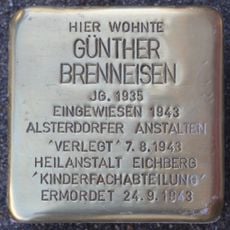 HIER WOHNTE
GÜNTHER
BRENNEISEN
JG. 1935
EINGEWIESEN 1943
ALSTERDORFER ANSTALTEN
'VERLEGT' 7.8.1943
HEILANSTALT EICHBERG
'KINDERFACHABTEILUNG'
ERMORDET 24.9.1943